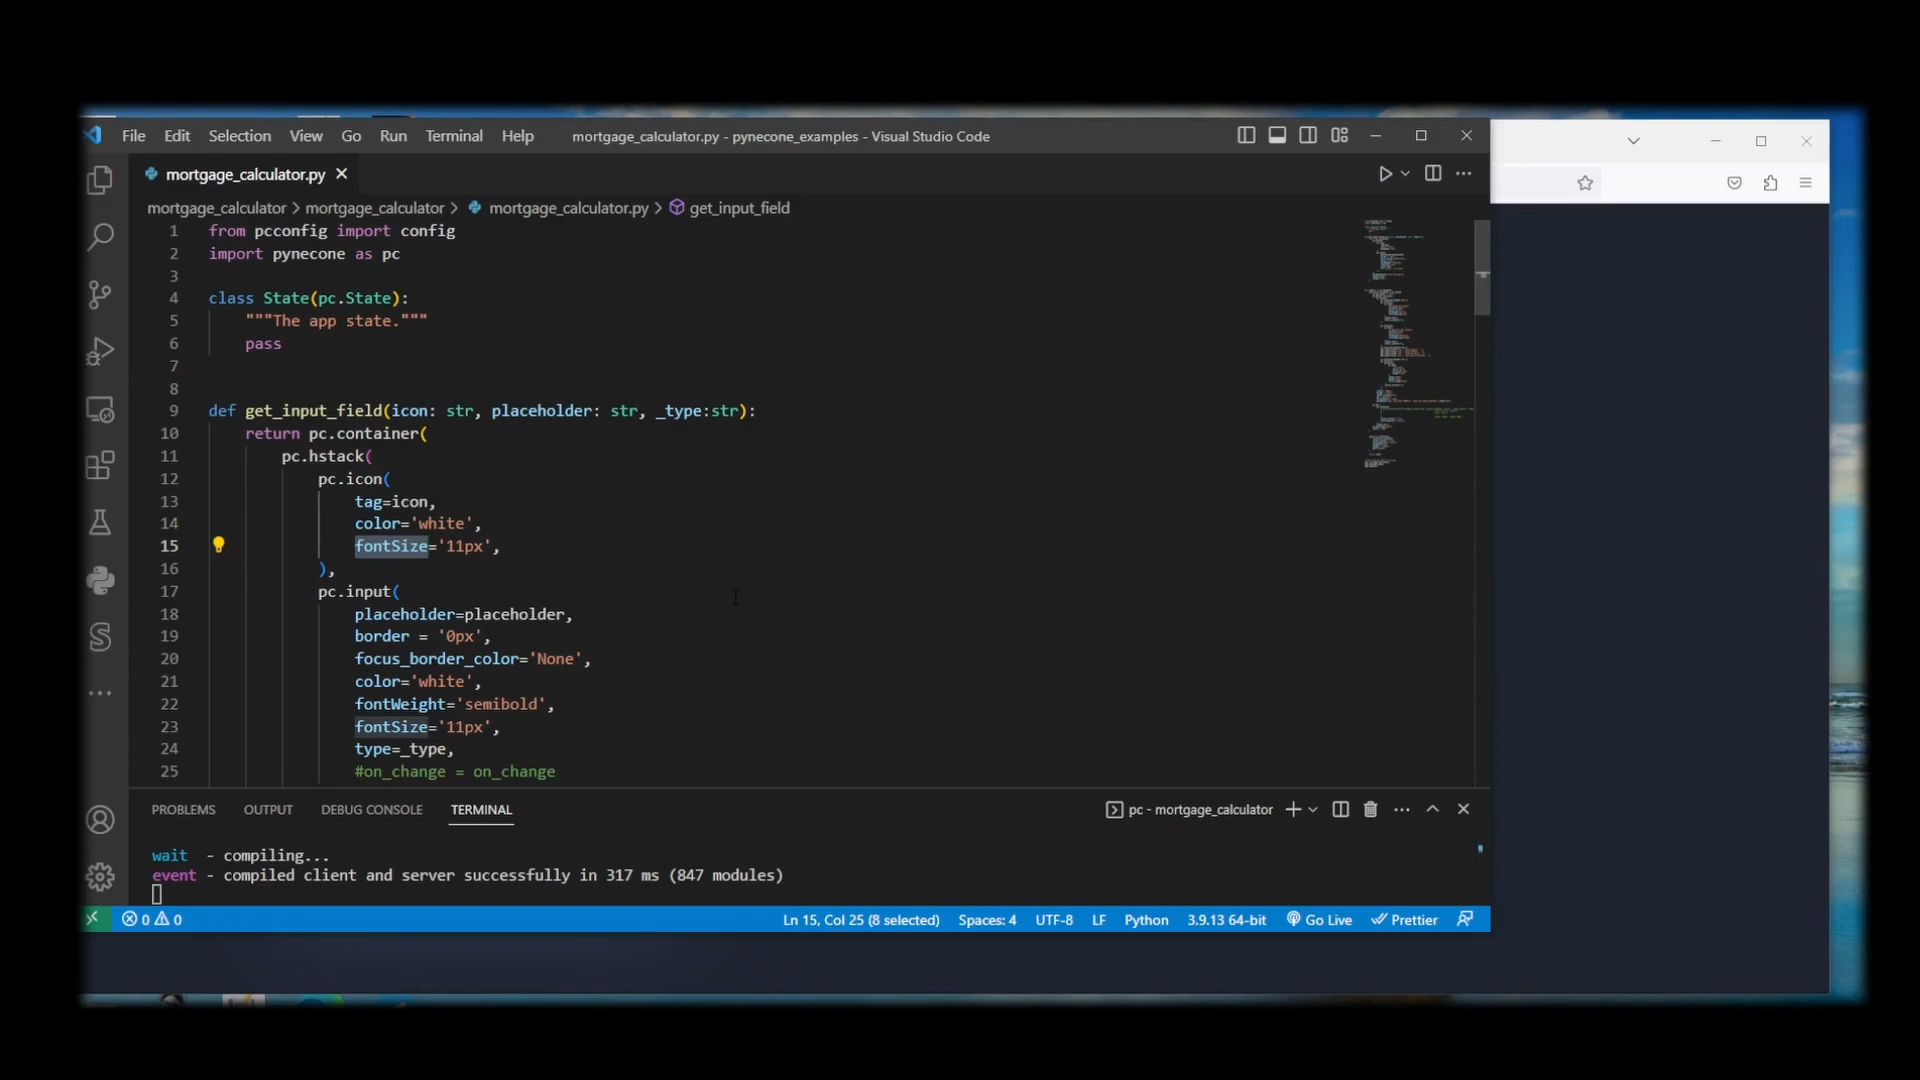 File Edit Selection View Go Run Terminal Help mortgage_calculator.py - pynecone_examples - Visual Studio Code
mortgage_calculator.py
mortgage_calculator > mortgage_calculator > mortgage_calculator.py > get_input_field
1 from pcconfig import config
2 import pynecone as pc
3
4 class State(pc.State):
5 """The app state."""
6 pass
7
8
9 def get_input_field(icon: str, placeholder: str, _type:str):
10 return pc.container(
11 pc.hstack(
12 pc.icon(
13 tag=icon,
14 color='white',
15 fontSize='11px',
16 ),
17 pc.input(
18 placeholder=placeholder,
19 border = '0px',
20 focus_border_color='None',
21 color='white',
22 fontWeight='semibold',
23 fontSize='11px',
24 type=_type,
25 #on_change = on_change
PROBLEMS OUTPUT DEBUG CONSOLE TERMINAL pc - mortgage_calculator
wait - compiling...
event - compiled client and server successfully in 317 ms (847 modules)
0 0 Ln 15, Col 25 (8 selected) Spaces: 4 UTF-8 LF Python 3.9.13 64-bit Go Live Prettier